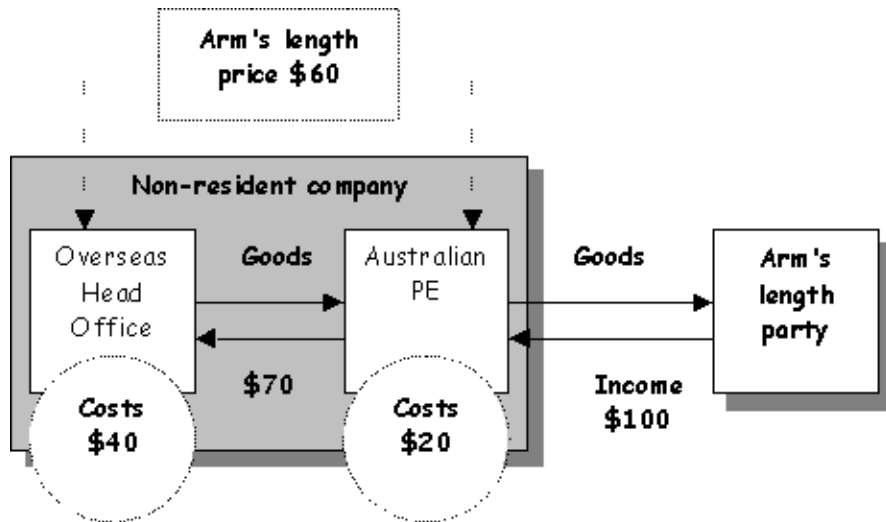 Arm's length
price $60
Non-resident company
Overseas
Head
Office
Goods
Australian
PE
Goods
Arm's
length
party
$70
Income
$100
Costs
$40
Costs
$20